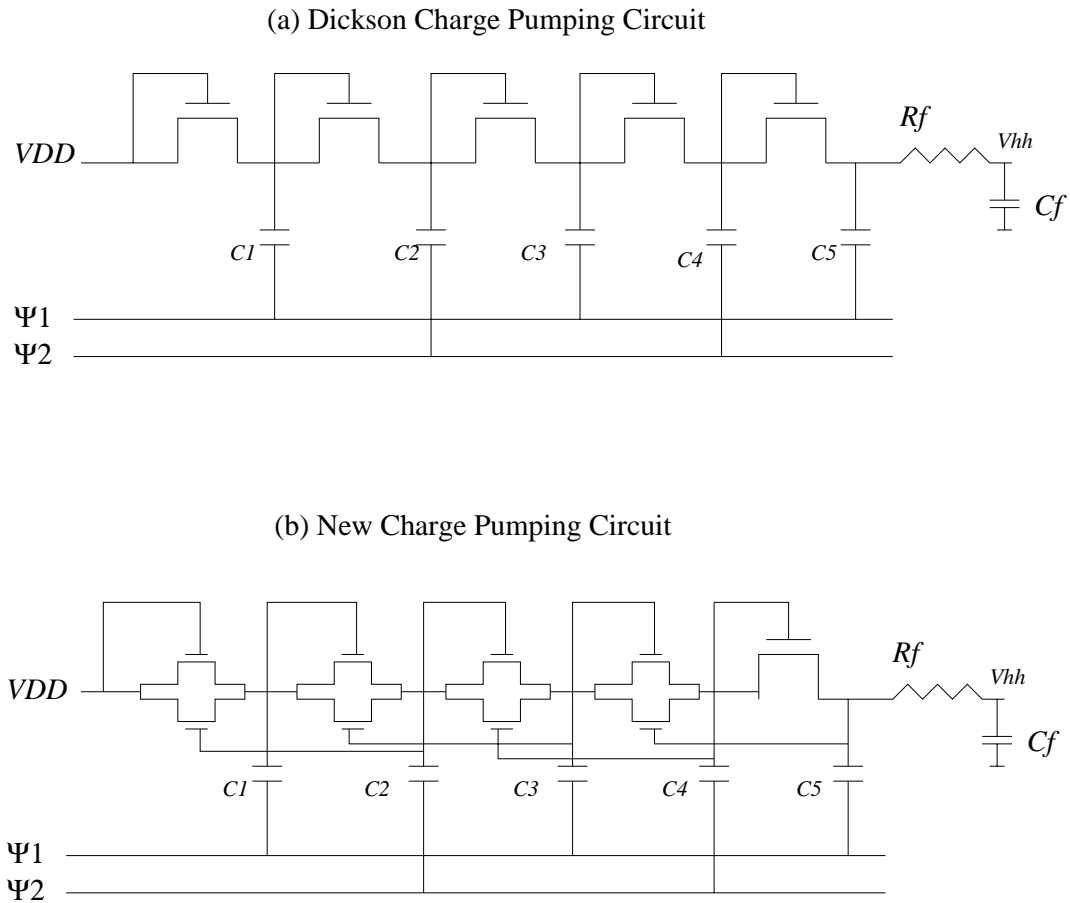 (a) Dickson Charge Pumping Circuit
Rf
VDD
Vhh
Cf
C1
C2
C3
C4
C5
Ψ1
Ψ2
(b) New Charge Pumping Circuit
Rf
VDD
Vhh
Cf
C1
C2
C3
C4
C5
Ψ1
Ψ2